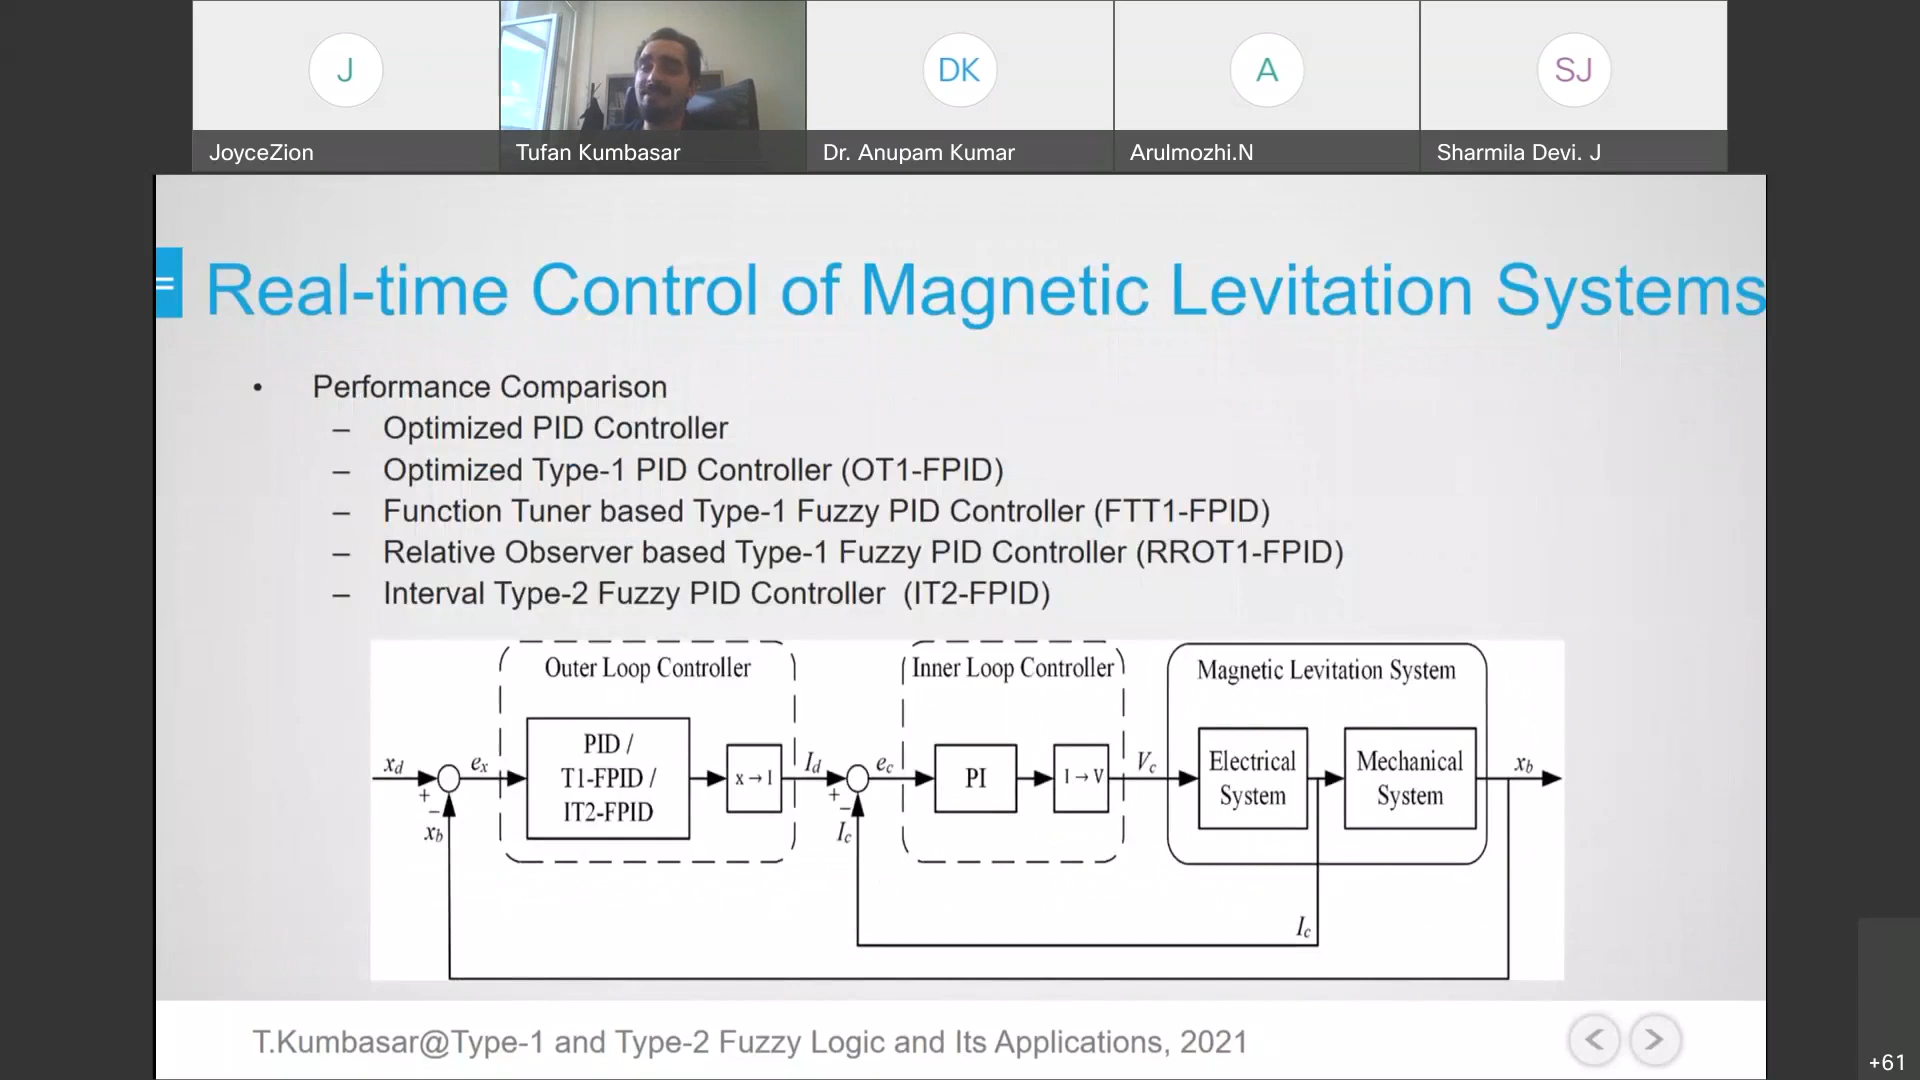 J
DK
A
SJ
JoyceZion
Tufan Kumbasar
Dr. Anupam Kumar
Arulmozhi.N
Sharmila Devi. J
Real-time Control of Magnetic Levitation Systems
• Performance Comparison
– Optimized PID Controller
– Optimized Type-1 PID Controller (OT1-FPID)
– Function Tuner based Type-1 Fuzzy PID Controller (FTT1-FPID)
– Relative Observer based Type-1 Fuzzy PID Controller (RROT1-FPID)
– Interval Type-2 Fuzzy PID Controller (IT2-FPID)
Outer Loop Controller
Inner Loop Controller
Magnetic Levitation System
xd
+
−
xb
ex
PID /
T1-FPID /
IT2-FPID
x→I
Id
+
−
Ic
ec
PI
I→V
Vc
Electrical
System
Mechanical
System
xb
Ic
T.Kumbasar@Type-1 and Type-2 Fuzzy Logic and Its Applications, 2021
< >
+61